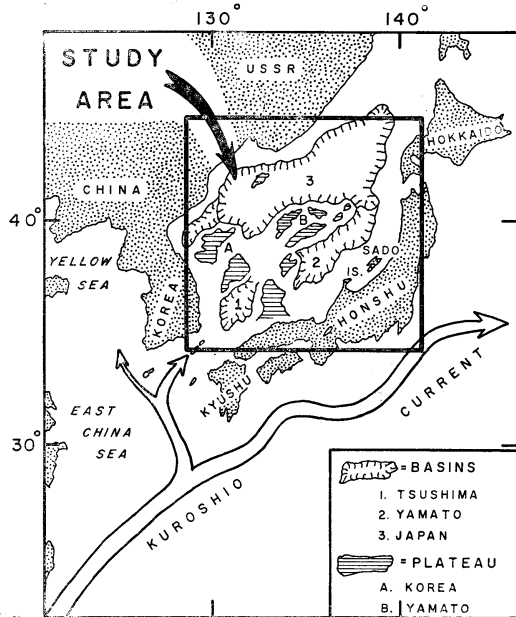 130° 140°
STUDY
AREA
USSR
HOKKAIDO
CHINA
3
40°
B
A
SADO
IS.
2
YELLOW
SEA
KOREA
1
HONSHU
KYUSHU
CURRENT
EAST
CHINA
SEA
30°
KUROSHIO
=BASINS
1. TSUSHIMA
2. YAMATO
3. JAPAN
=PLATEAU
A. KOREA
B. YAMATO